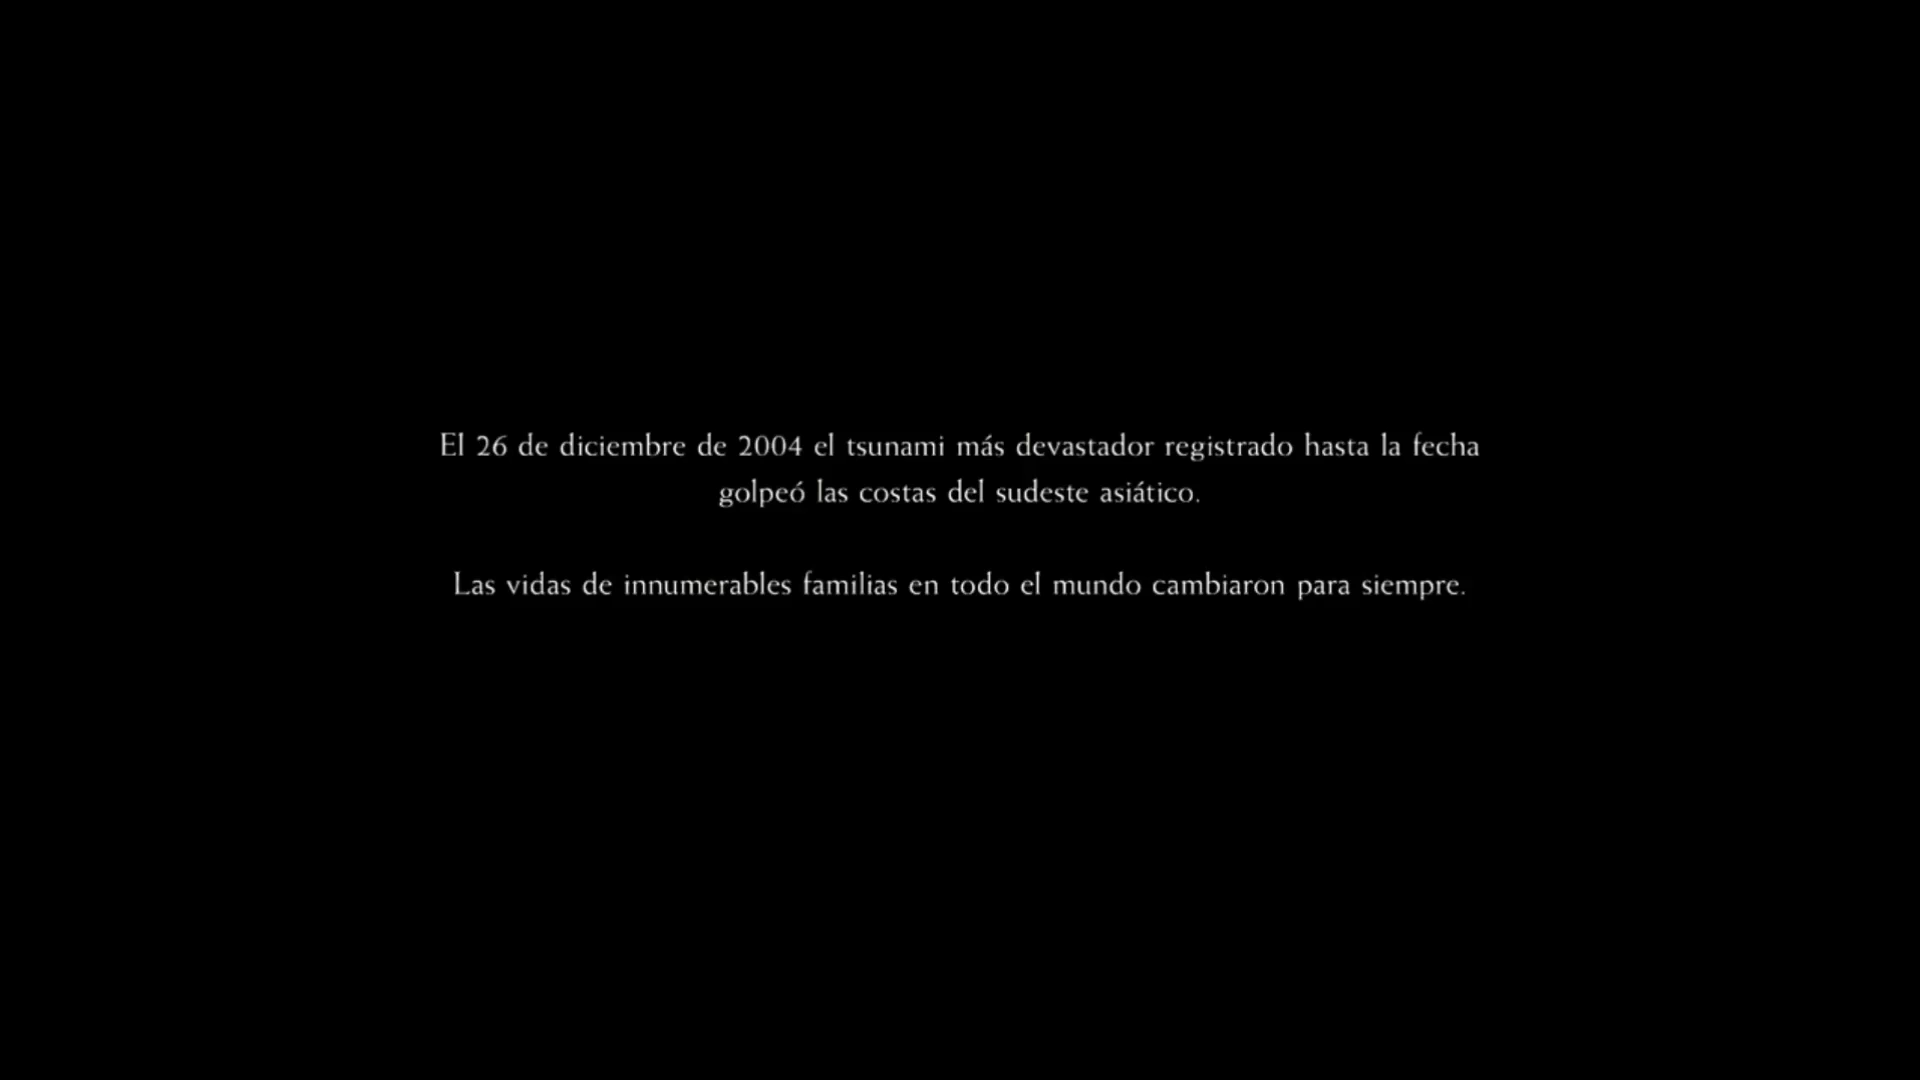 El 26 de diciembre de 2004 el tsunami más devastador registrado hasta la fecha
golpeó las costas del sudeste asiático.
Las vidas de innumerables familias en todo el mundo cambiaron para siempre.